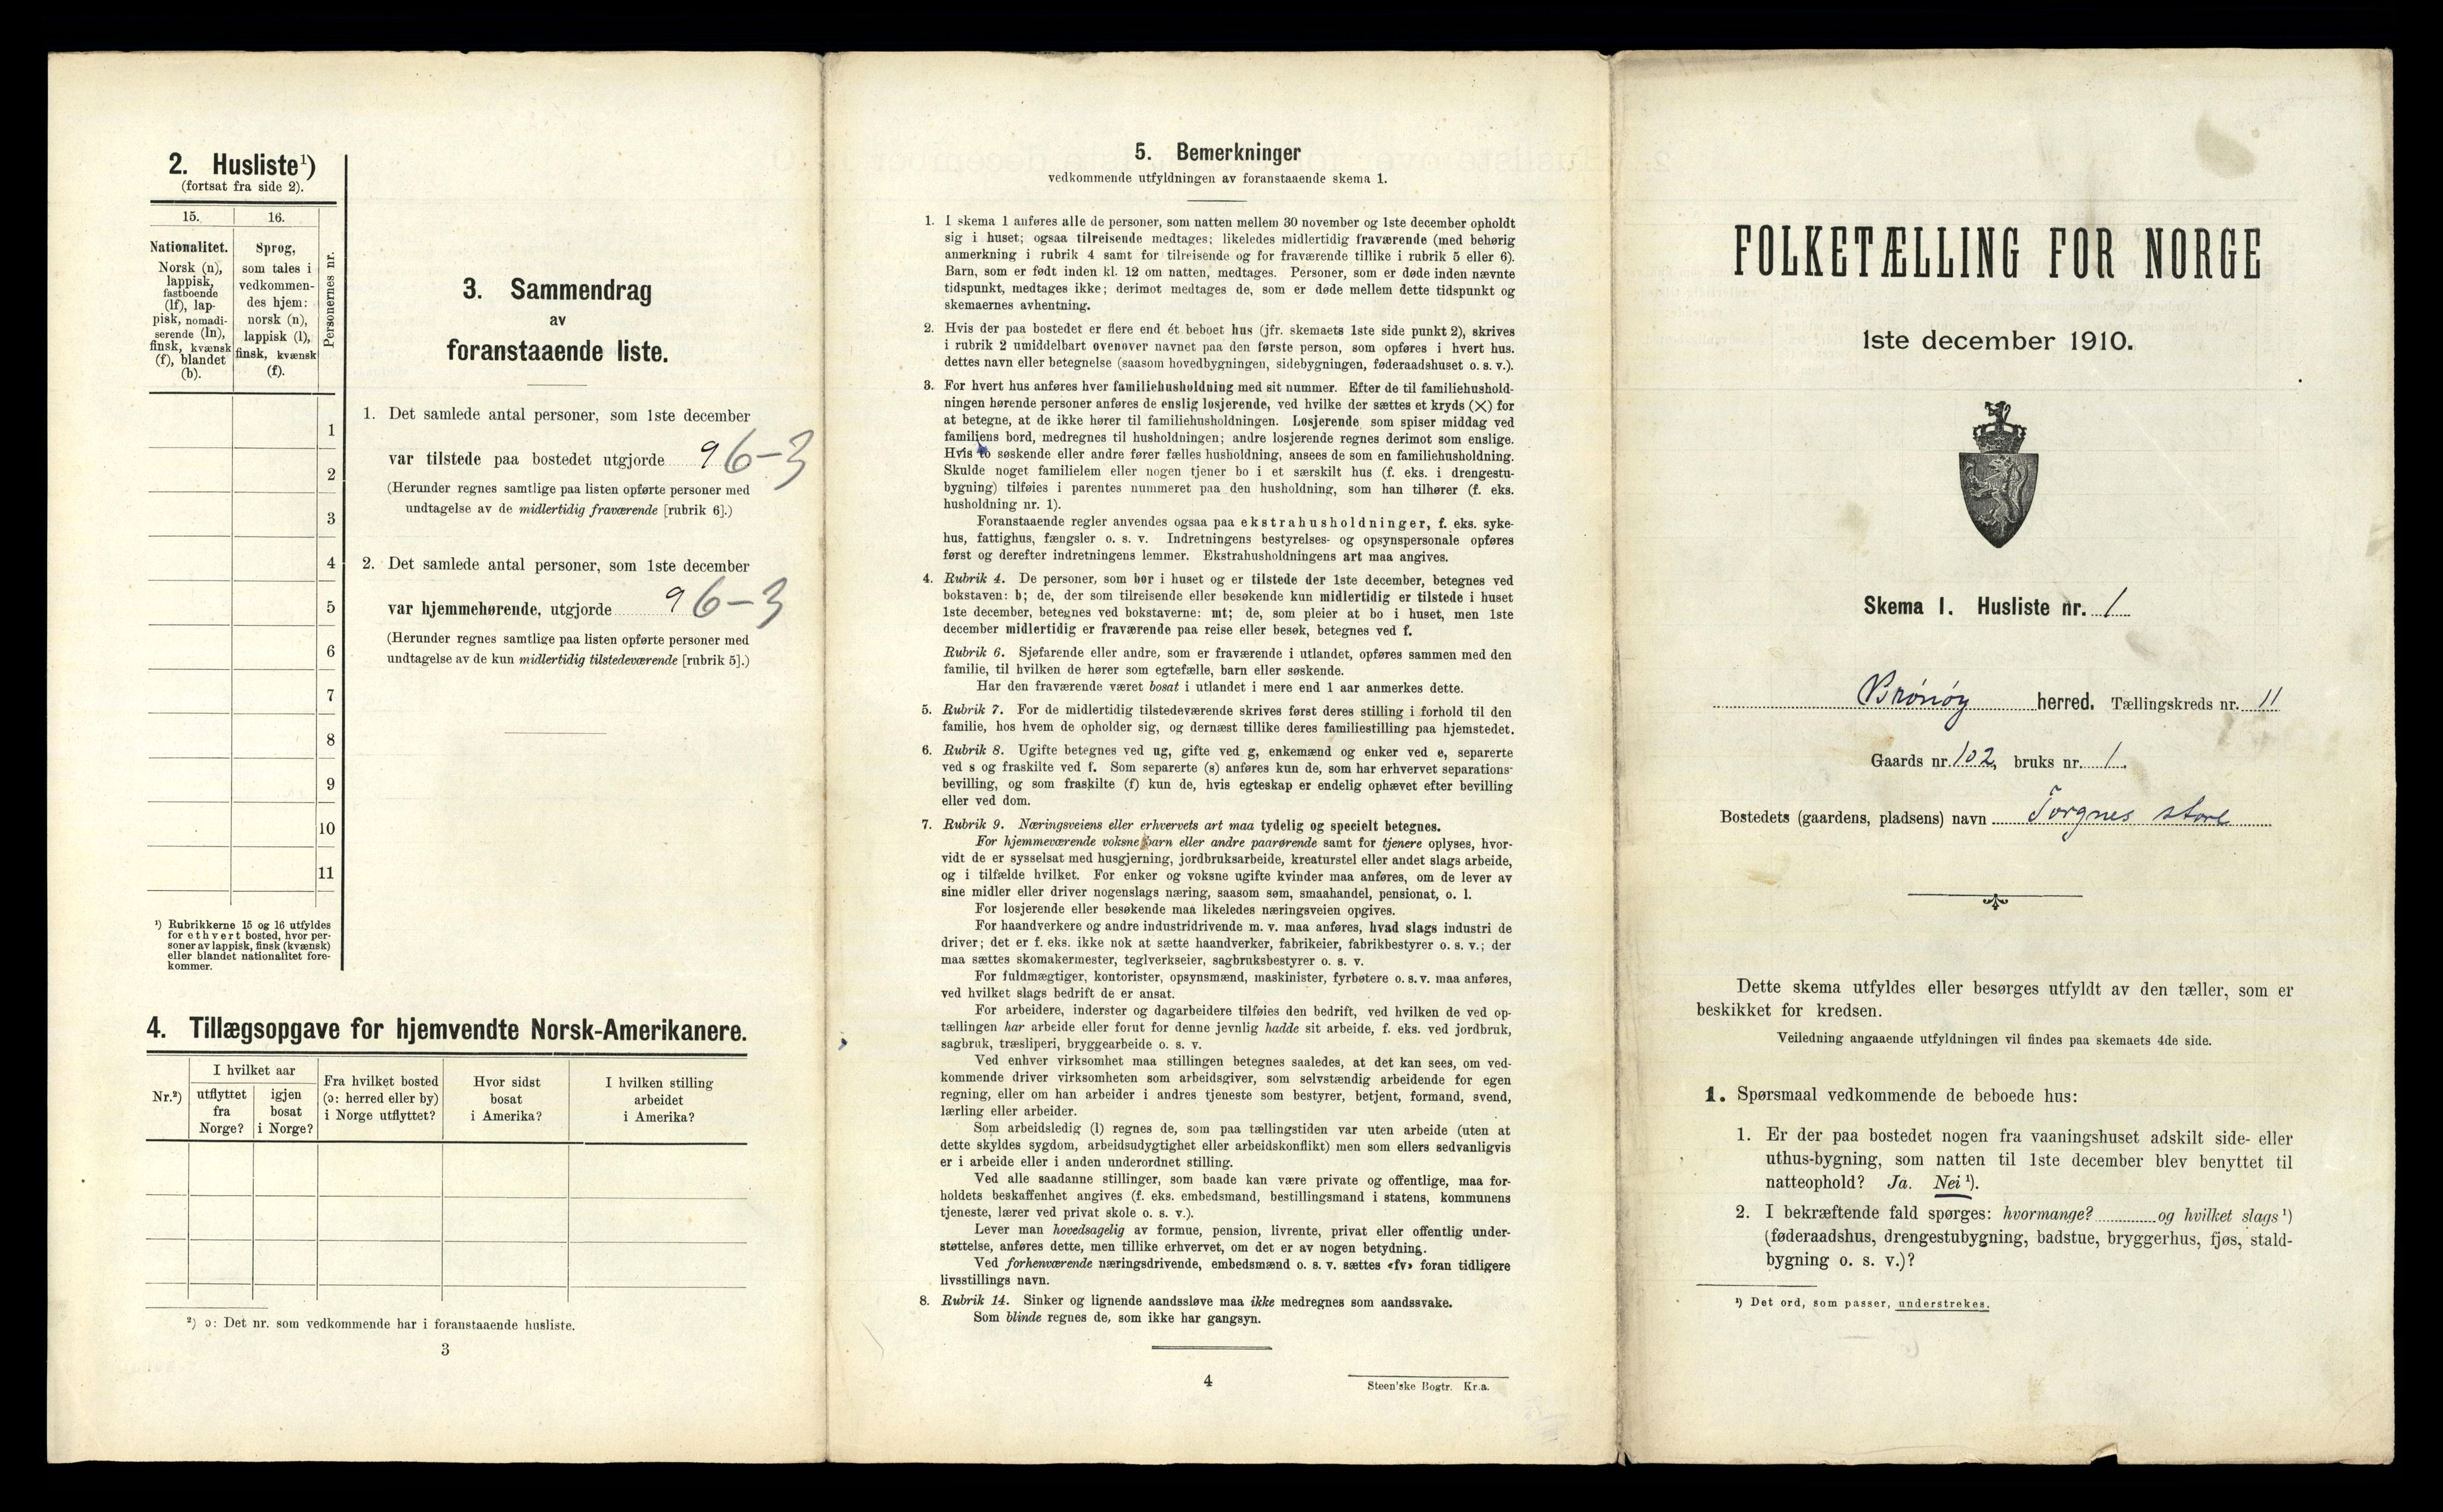 2. Husliste¹)
(fortsat fra side 2).
15.
16.
Personernes nr.
Nationalitet.
Norsk (n),
lappisk,
fastboende
(lf), lap-
pisk, nomadi-
serende (ln),
finsk, kvænsk
(f), blandet
(b).
Sprog,
som tales i
vedkommen-
des hjem:
norsk (n),
lappisk (l),
finsk, kvænsk
(f).
1
2
3
4
5
6
7
8
9
10
11
¹) Rubrikkerne 15 og 16 utfyldes
for ethvert bosted, hvor per-
soner av lappisk, finsk (kvænsk)
eller blandet nationalitet fore-
kommer.
3. Sammendrag
av
foranstaaende liste.
1. Det samlede antal personer, som 1ste december
var tilstede paa bostedet utgjorde 9 6-3
(Herunder regnes samtlige paa listen opførte personer med
undtagelse av de midlertidig fraværende [rubrik 6].)
2. Det samlede antal personer, som 1ste december
var hjemmehørende, utgjorde 9 6-3
(Herunder regnes samtlige paa listen opførte personer med
undtagelse av de kun midlertidig tilstedeværende [rubrik 5].)
4. Tillægsopgave for hjemvendte Norsk-Amerikanere.
Nr.²)
I hvilket aar
utflyttet
fra
Norge?
igjen
bosat
i Norge?
Fra hvilket bosted
(ɔ: herred eller by)
i Norge utflyttet?
Hvor sidst
bosat
i Amerika?
I hvilken stilling
arbeidet
i Amerika?
²) ɔ: Det nr. som vedkommende har i foranstaaende husliste.
3
5. Bemerkninger
vedkommende utfyldningen av foranstaaende skema 1.
1. I skema 1 anføres alle de personer, som natten mellem 30 november og 1ste december opholdt
sig i huset; ogsaa tilreisende medtages; likeledes midlertidig fraværende (med behørig
anmerkning i rubrik 4 samt for tilreisende og for fraværende tillike i rubrik 5 eller 6).
Barn, som er født inden kl. 12 om natten, medtages. Personer, som er døde inden nævnte
tidspunkt, medtages ikke; derimot medtages de, som er døde mellem dette tidspunkt og
skemaernes avhentning.
2. Hvis der paa bostedet er flere end ét beboet hus (jfr. skemaets 1ste side punkt 2), skrives
i rubrik 2 umiddelbart ovenover navnet paa den første person, som opføres i hvert hus.
dettes navn eller betegnelse (saasom hovedbygningen, sidebygningen, føderaadshuset o. s. v.).
3. For hvert hus anføres hver familiehusholdning med sit nummer. Efter de til familiehushold-
ningen hørende personer anføres de enslig losjerende, ved hvilke der sættes et kryds (X) for
at betegne, at de ikke hører til familiehusholdningen. Losjerende som spiser middag ved
familiens bord, medregnes til husholdningen; andre losjerende regnes derimot som enslige.
Hvis to søskende eller andre fører fælles husholdning, ansees de som en familiehusholdning.
Skulde noget familielem eller nogen tjener bo i et særskilt hus (f. eks. i drengestu-
bygning) tilføies i parentes nummeret paa den husholdning, som han tilhører (f. eks.
husholdning nr. 1).
Foranstaaende regler anvendes ogsaa paa ekstrahusholdninger, f. eks. syke-
hus, fattighus, fængsler o. s. v. Indretningens bestyrelses- og opsynspersonale opføres
først og derefter indretningens lemmer. Ekstrahusholdningens art maa angives.
4. Rubrik 4. De personer, som bor i huset og er tilstede der 1ste december, betegnes ved
bokstaven: b; de, der som tilreisende eller besøkende kun midlertidig er tilstede i huset
1ste december, betegnes ved bokstaverne: mt; de, som pleier at bo i huset, men 1ste
december midlertidig er fraværende paa reise eller besøk, betegnes ved f.
Rubrik 6. Sjøfarende eller andre, som er fraværende i utlandet, opføres sammen med den
familie, til hvilken de hører som egtefælle, barn eller søskende.
Har den fraværende været bosat i utlandet i mere end 1 aar anmerkes dette.
5. Rubrik 7. For de midlertidig tilstedeværende skrives først deres stilling i forhold til den
familie, hos hvem de opholder sig, og dernæst tillike deres familiestilling paa hjemstedet.
6. Rubrik 8. Ugifte betegnes ved ug, gifte ved g, enkemænd og enker ved e, separerte
ved s og fraskilte ved f. Som separerte (s) anføres kun de, som har erhvervet separations-
bevilling, og som fraskilte (f) kun de, hvis egteskap er endelig ophævet efter bevilling
eller ved dom.
7. Rubrik 9. Næringsveiens eller erhvervets art maa tydelig og specielt betegnes.
For hjemmeværende voksne barn eller andre paarørende samt for tjenere oplyses, hvor-
vidt de er sysselsat med husgjerning, jordbruksarbeide, kreaturstel eller andet slags arbeide,
og i tilfælde hvilket. For enker og voksne ugifte kvinder maa anføres, om de lever av
sine midler eller driver nogenslags næring, saasom søm, smaahandel, pensionat, o. l.
For losjerende eller besøkende maa likeledes næringsveien opgives.
For haandverkere og andre industridrivende m. v. maa anføres, hvad slags industri de
driver; det er f. eks. ikke nok at sætte haandverker, fabrikeier, fabrikbestyrer o. s. v.; der
maa sættes skomakermester, teglverkseier, sagbruksbestyrer o. s. v.
For fuldmægtiger, kontorister, opsynsmænd, maskinister, fyrbøtere o. s. v. maa anføres,
ved hvilket slags bedrift de er ansat.
For arbeidere, inderster og dagarbeidere tilføies den bedrift, ved hvilken de ved op-
tællingen har arbeide eller forut for denne jevnlig hadde sit arbeide, f. eks. ved jordbruk,
sagbruk, træsliperi, bryggearbeide o. s. v.
Ved enhver virksomhet maa stillingen betegnes saaledes, at det kan sees, om ved-
kommende driver virksomheten som arbeidsgiver, som selvstændig arbeidende for egen
regning, eller om han arbeider i andres tjeneste som bestyrer, betjent, formand, svend,
lærling eller arbeider.
Som arbeidsledig (l) regnes de, som paa tællingstiden var uten arbeide (uten at
dette skyldes sygdom, arbeidsudygtighet eller arbeidskonflikt) men som ellers sedvanligvis
er i arbeide eller i anden underordnet stilling.
Ved alle saadanne stillinger, som baade kan være private og offentlige, maa for-
holdets beskaffenhet angives (f. eks. embedsmand, bestillingsmand i statens, kommunens
tjeneste, lærer ved privat skole o. s. v.).
Lever man hovedsagelig av formue, pension, livrente, privat eller offentlig under-
støttelse, anføres dette, men tillike erhvervet, om det er av nogen betydning.
Ved forhenværende næringsdrivende, embedsmænd o. s. v. sættes «fv» foran tidligere
livsstillings navn.
8. Rubrik 14. Sinker og lignende aandssløve maa ikke medregnes som aandssvake.
Som blinde regnes de, som ikke har gangsyn.
4
Steen'ske Bogtr. Kr.a.
FOLKETÆLLING FOR NORGE
1ste december 1910.
Skema 1. Husliste nr. 1
Brönöy herred. Tællingskreds nr. 11
Gaards nr. 102, bruks nr. 1.
Bostedets (gaardens, pladsens) navn Torgnes store
Dette skema utfyldes eller besørges utfyldt av den tæller, som er
beskikket for kredsen.
Veiledning angaaende utfyldningen vil findes paa skemaets 4de side.
1. Spørsmaal vedkommende de beboede hus:
1. Er der paa bostedet nogen fra vaaningshuset adskilt side- eller
uthus-bygning, som natten til 1ste december blev benyttet til
natteophold? Ja. Nei ¹).
2. I bekræftende fald spørges: hvormange? og hvilket slags ¹)
(føderaadshus, drengestubygning, badstue, bryggerhus, fjøs, stald-
bygning o. s. v.)?
¹) Det ord, som passer, understrekes.